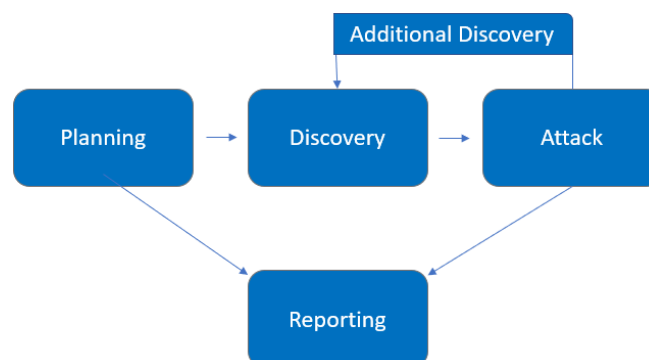 Additional Discovery
Planning
Discovery
Attack
Reporting